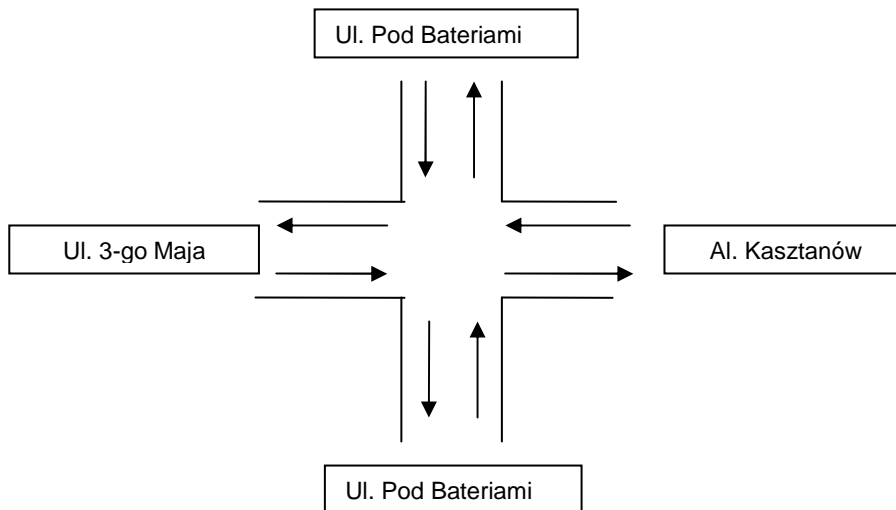 Ul. Pod Bateriami
Ul. 3-go Maja
Al. Kasztanów
Ul. Pod Bateriami